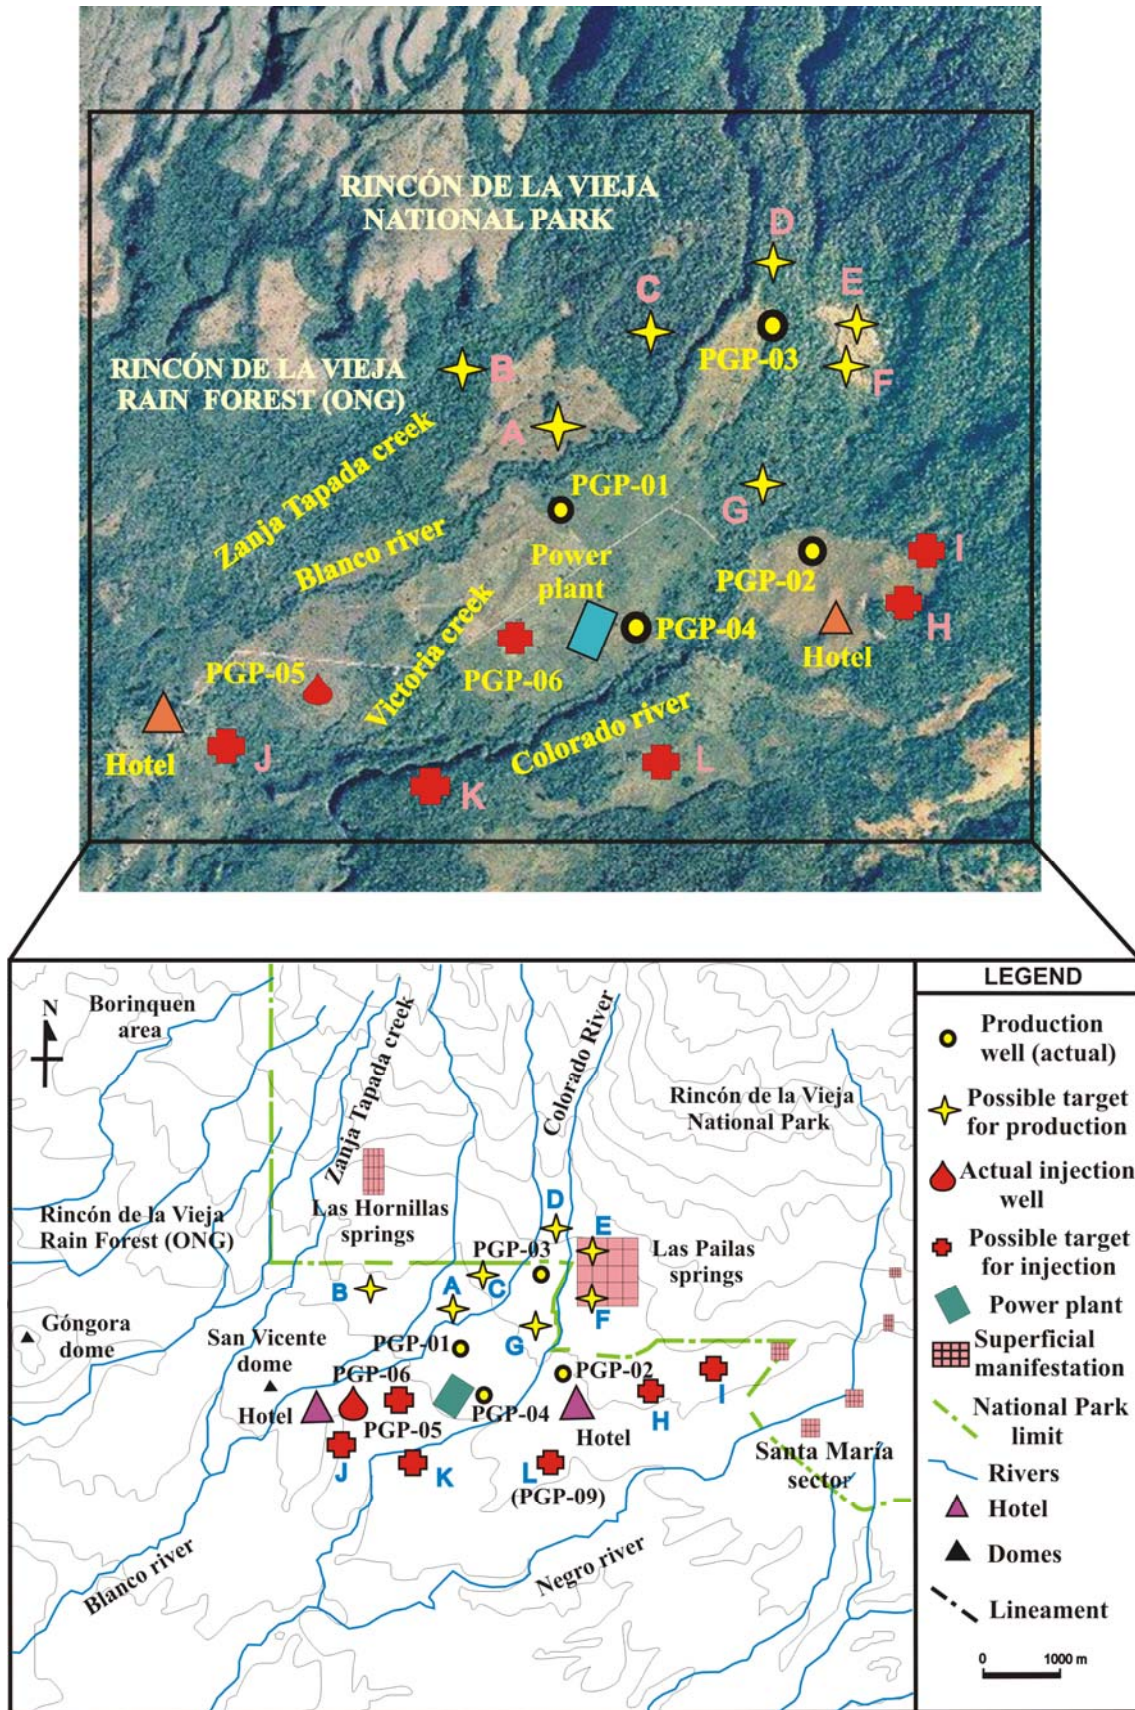 RINCÓN DE LA VIEJA
NATIONAL PARK
D
C
E
PGP-03
RINCÓN DE LA VIEJA
RAIN FOREST (ONG)
B
F
A
Zanja Tapada creek
PGP-01
G
Blanco river
Power
plant
PGP-02
I
Victoria creek
PGP-04
H
Hotel
PGP-05
PGP-06
Colorado river
Hotel
J
L
K
N
Borinquen
area
Zanja Tapada creek
Colorado River
Rincón de la Vieja
National Park
Las Hornillas
springs
Rincón de la Vieja
Rain Forest (ONG)
D
E
PGP-03
Las Pailas
springs
B
A
C
F
Góngora
dome
San Vicente
dome
PGP-01
G
PGP-06
PGP-02
I
Hotel
PGP-05
PGP-04
H
Hotel
J
K
L
(PGP-09)
Santa María
sector
Blanco river
Negro river
LEGEND
Production
well (actual)
Possible target
for production
Actual injection
well
Possible target
for injection
Power plant
Superficial
manifestation
National Park
limit
Rivers
Hotel
Domes
Lineament
0 1000 m